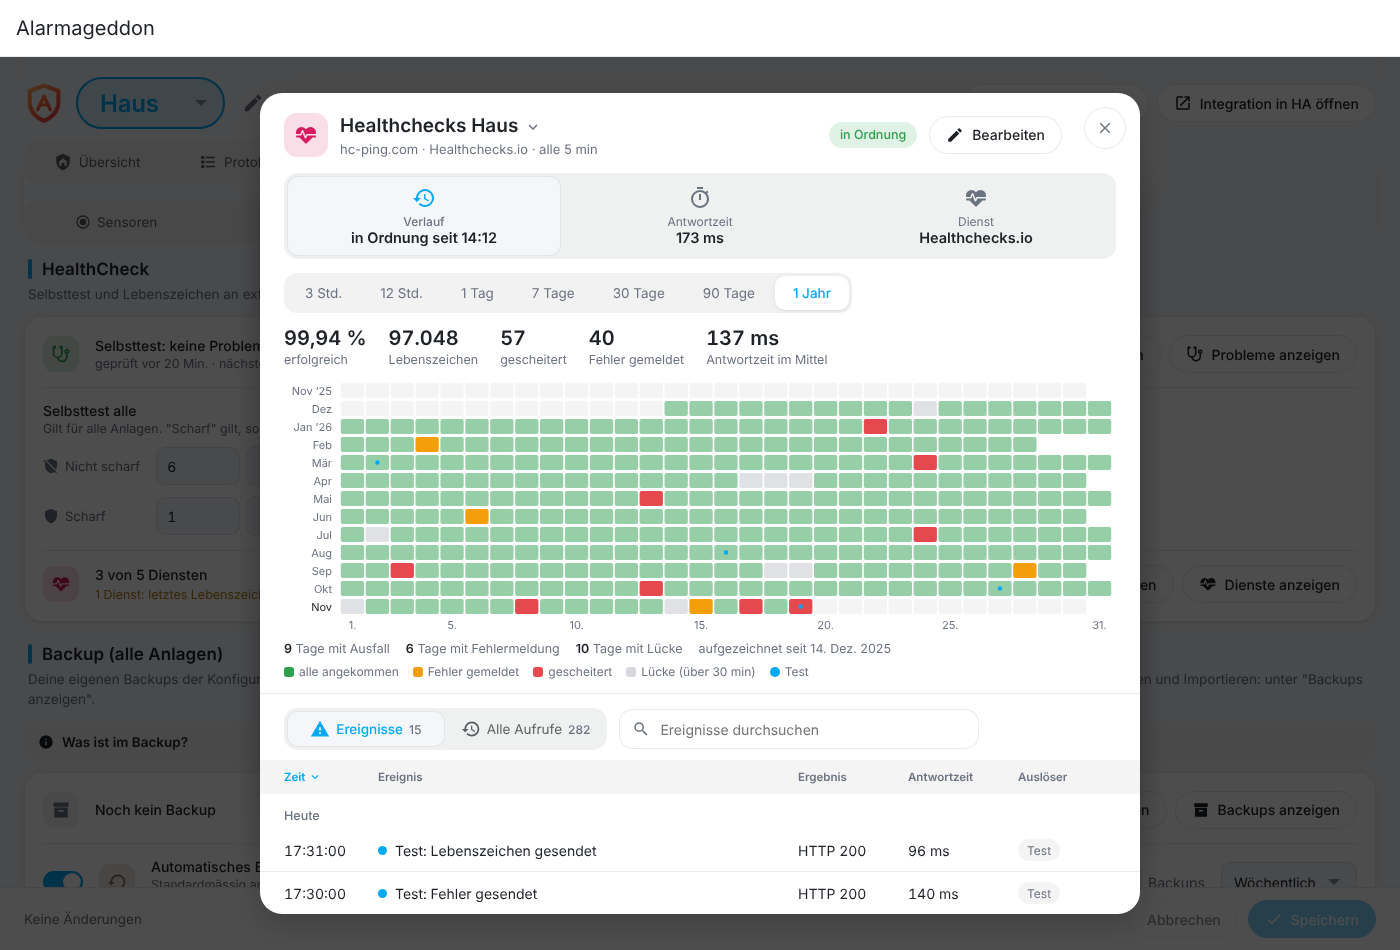 Alarmageddon
Haus
Integration in HA öffnen
Übersicht
Sensoren
HealthCheck
Selbsttest und Lebenszeichen an
Selbsttest: keine
geprüft vor 20 Min. ·
Probleme anzeigen
Selbsttest alle
Gilt für alle Anlagen. "Scharf" gilt,
Nicht scharf
6
Scharf
1
3 von 5 Diensten
1 Dienst: letztes
Dienste anzeigen
Backup (alle Anlagen)
Deine eigenen Backups der
und Importieren: unter "Backups
anzeigen".
Was ist im Backup?
Noch kein Backup
Backups anzeigen
Automatisches
Standardmässig
Backups
Wöchentlich
Keine Änderungen
Abbrechen
Speichern
Healthchecks Haus
hc-ping.com · Healthchecks.io · alle 5 min
in Ordnung
Bearbeiten
Verlauf
in Ordnung seit 14:12
Antwortzeit
173 ms
Dienst
Healthchecks.io
3 Std. 12 Std. 1 Tag 7 Tage 30 Tage 90 Tage 1 Jahr
99,94 % 97.048 57 40 137 ms
erfolgreich Lebenszeichen gescheitert Fehler gemeldet Antwortzeit im Mittel
Nov '25
Dez
Jan '26
Feb
Mär
Apr
Mai
Jun
Jul
Aug
Sep
Okt
Nov
1. 5. 10. 15. 20. 25. 31.
9 Tage mit Ausfall 6 Tage mit Fehlermeldung 10 Tage mit Lücke aufgezeichnet seit 14. Dez. 2025
alle angekommen Fehler gemeldet gescheitert Lücke (über 30 min) Test
Ereignisse 15 Alle Aufrufe 282 Ereignisse durchsuchen
Zeit Ereignis Ergebnis Antwortzeit Auslöser
Heute
17:31:00 Test: Lebenszeichen gesendet HTTP 200 96 ms Test
17:30:00 Test: Fehler gesendet HTTP 200 140 ms Test